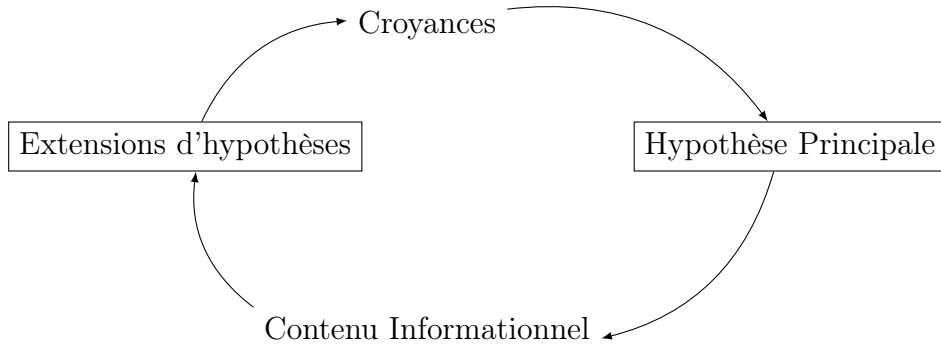 Croyances
Extensions d'hypothèses
Hypothèse Principale
Contenu Informationnel